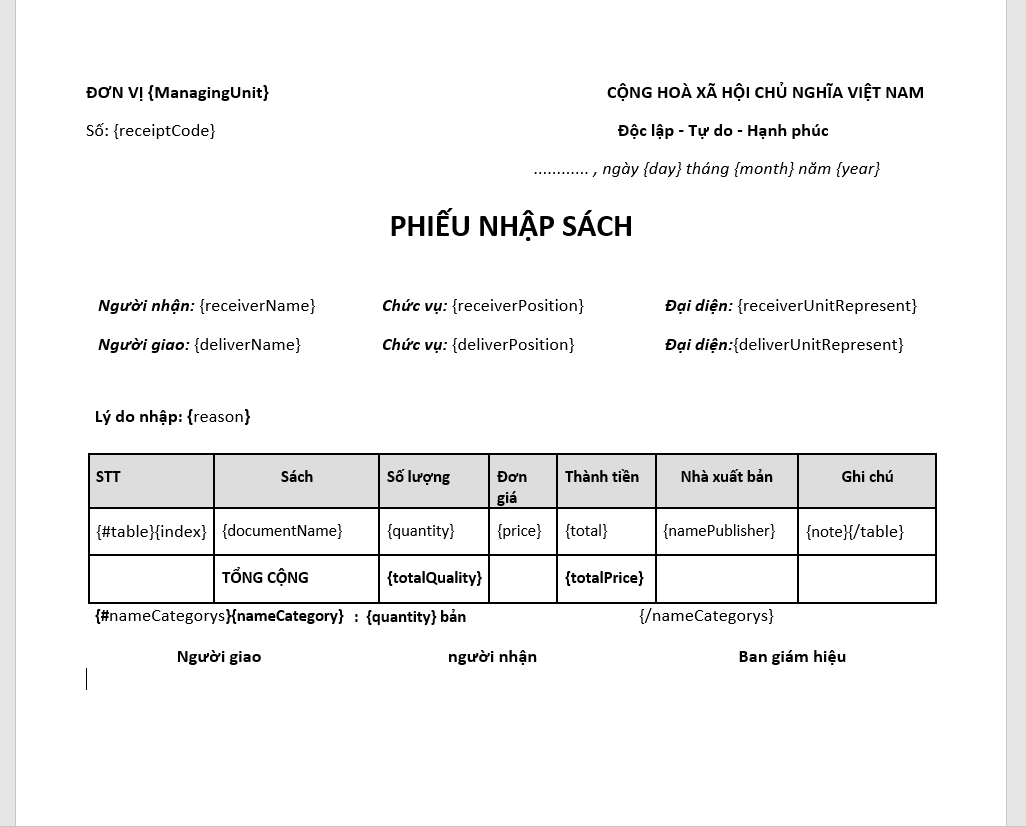 ĐƠN VỊ {ManagingUnit} CỘNG HOÀ XÃ HỘI CHỦ NGHĨA VIỆT NAM
Số: {receiptCode} Độc lập - Tự do - Hạnh phúc
............ , ngày {day} tháng {month} năm {year}
PHIẾU NHẬP SÁCH
Người nhận: {receiverName} Chức vụ: {receiverPosition} Đại diện: {receiverUnitRepresent}
Người giao: {deliverName} Chức vụ: {deliverPosition} Đại diện:{deliverUnitRepresent}
Lý do nhập: {reason}
STT Sách Số lượng Đơn giá Thành tiền Nhà xuất bản Ghi chú
{#table}{index} {documentName} {quantity} {price} {total} {namePublisher} {note}{/table}
TỔNG CỘNG {totalQuality} {totalPrice}
{#nameCategorys}{nameCategory} : {quantity} bản {/nameCategorys}
Người giao người nhận Ban giám hiệu